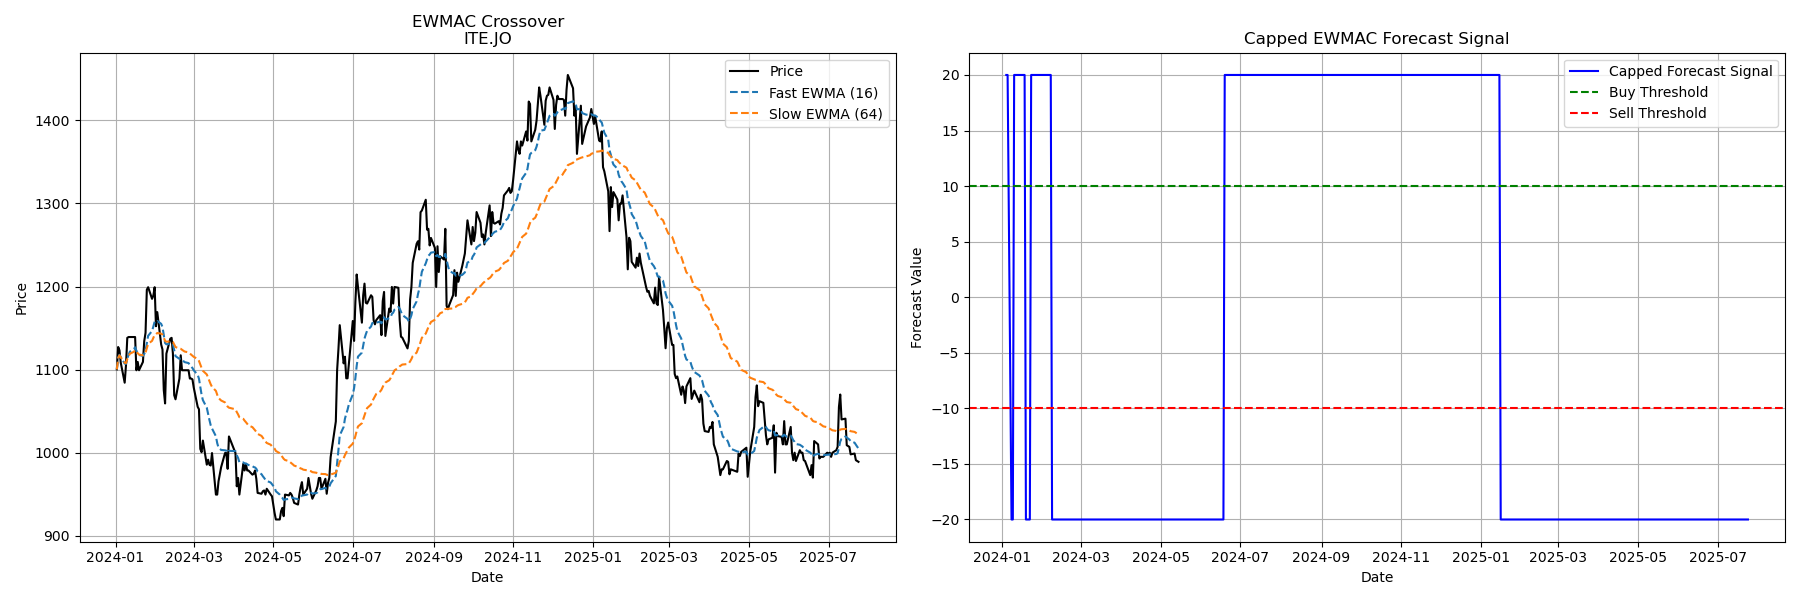 EWMAC Crossover
ITE.JO
Price
Fast EWMA (16)
Slow EWMA (64)
Price
1400
1300
1200
1100
1000
900
2024-01 2024-03 2024-05 2024-07 2024-09 2024-11 2025-01 2025-03 2025-05 2025-07
Date
Capped EWMAC Forecast Signal
Capped Forecast Signal
Buy Threshold
Sell Threshold
Forecast Value
20
15
10
5
0
−5
−10
−15
−20
2024-01 2024-03 2024-05 2024-07 2024-09 2024-11 2025-01 2025-03 2025-05 2025-07
Date